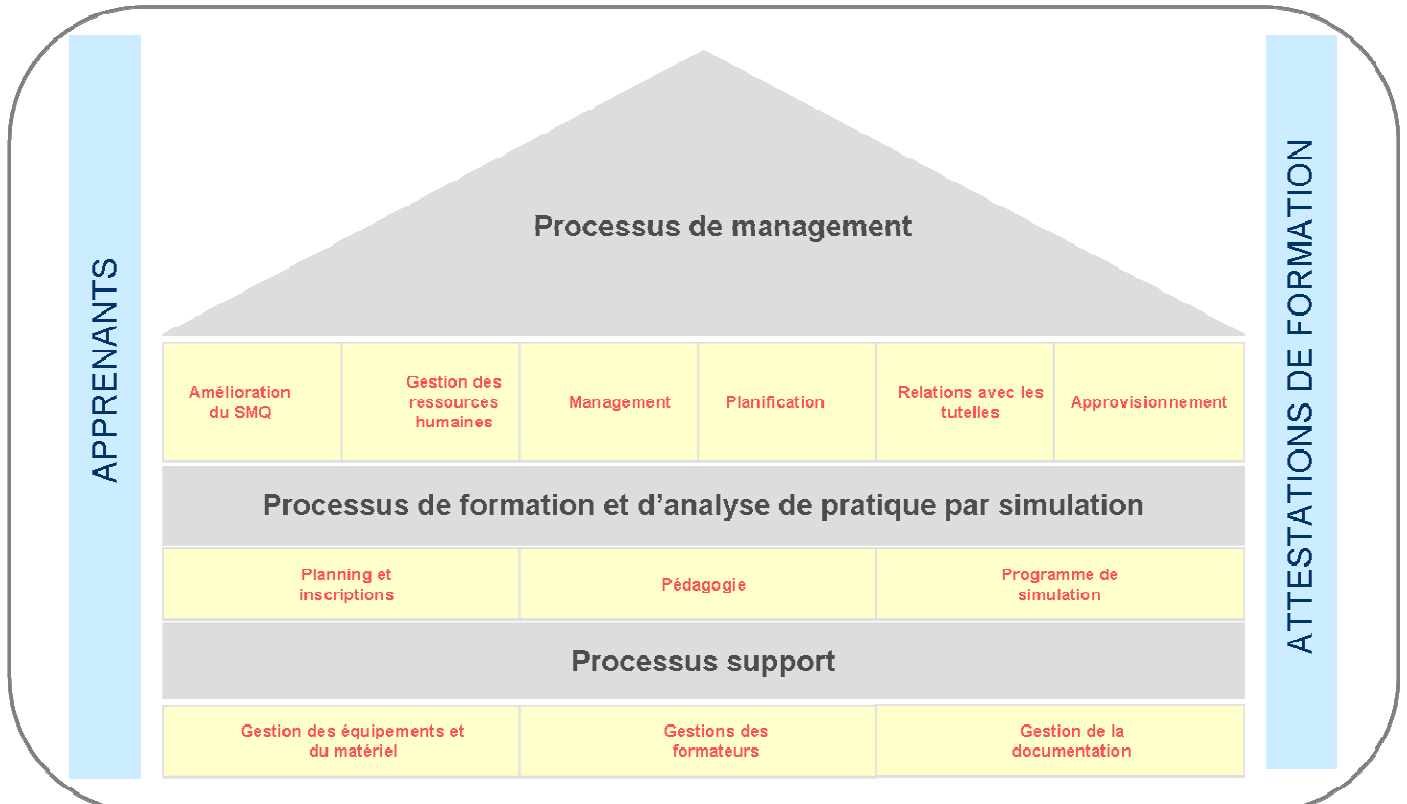 APPRENANTS
Processus de management
Amélioration
du SMQ
Gestion des
ressources
humaines
Management
Planification
Relations avec les
tutelles
Approvisionnement
Processus de formation et d’analyse de pratique par simulation
Planning et
inscriptions
Pédagogie
Programme de
simulation
Processus support
Gestion des équipements et
du matériel
Gestions des
formateurs
Gestion de la
documentation
ATTESTATIONS DE FORMATION